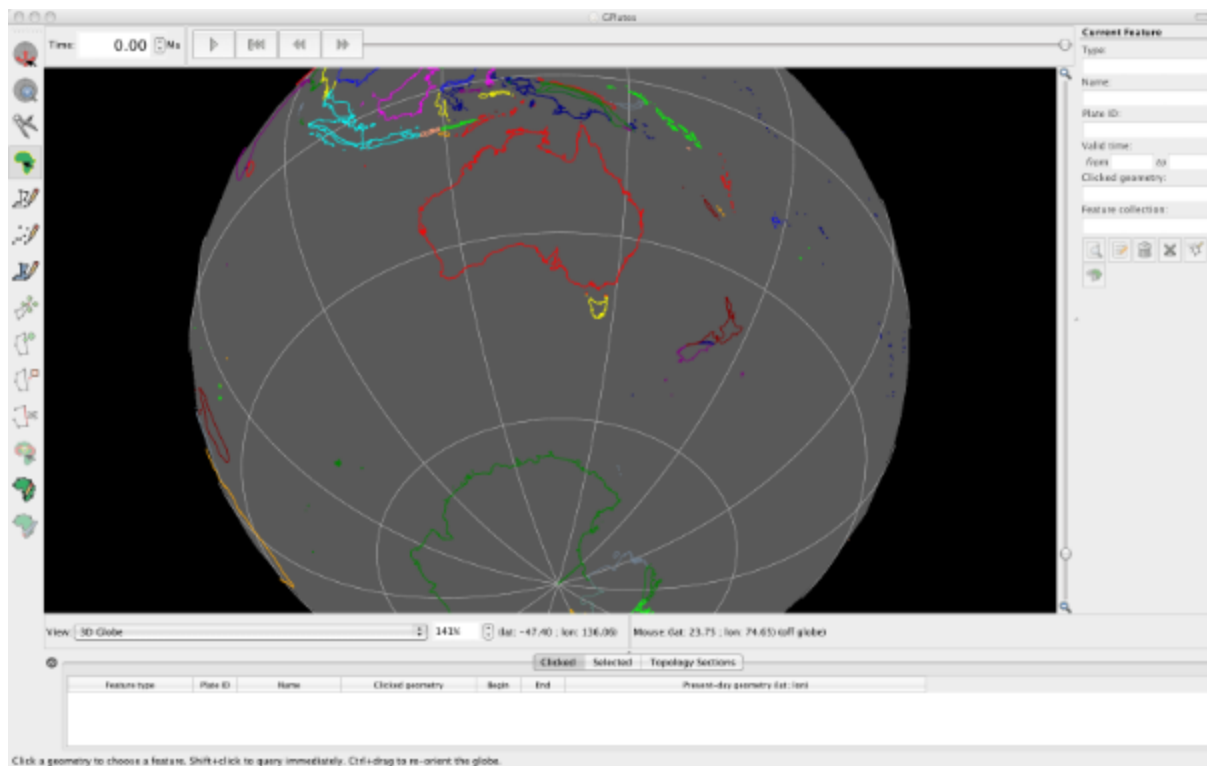 GPlates
Time: 0.00 Ma
Current Feature
Type:
Name:
Plate ID:
Valid time:
from to
Clicked geometry:
Feature collection:
View: 3D Globe 141% (lat: -47.40 ; lon: 136.06) Mouse: (lat: 23.75 ; lon: 74.65) (off globe)
Clicked Selected Topology Sections
Feature type Plate ID Name Clicked geometry Begin End Present-day geometry (lat; lon)
Click a geometry to choose a feature. Shift+click to query immediately. Ctrl+drag to re-orient the globe.